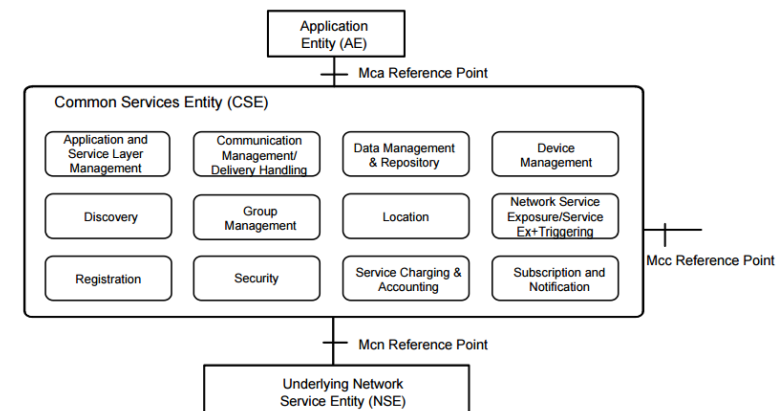 Application
Entity (AE)
Mca Reference Point
Common Services Entity (CSE)
Application and
Service Layer
Management
Communication
Management/
Delivery Handling
Data Management
& Repository
Device
Management
Discovery
Group
Management
Location
Network Service
Exposure/Service
Ex+Triggering
Mcc Reference Point
Registration
Security
Service Charging &
Accounting
Subscription and
Notification
Mcn Reference Point
Underlying Network
Service Entity (NSE)